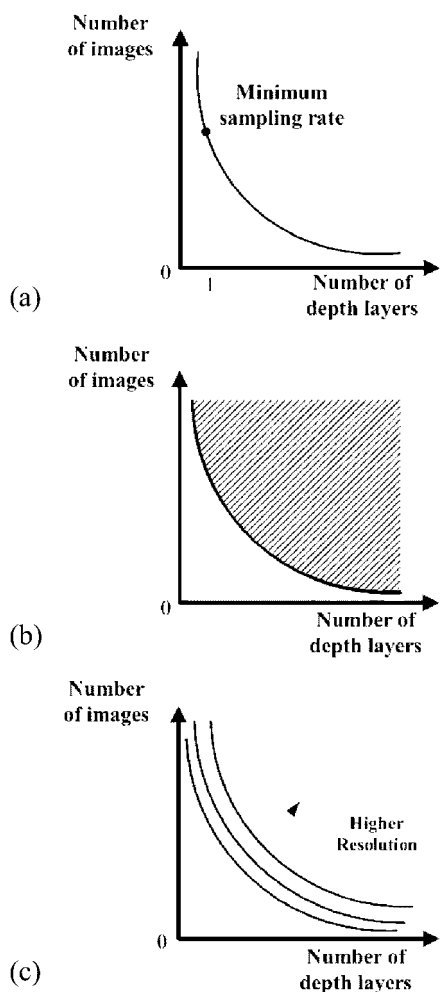 Number
of images
Minimum
sampling rate
0
1
Number of
depth layers
(a)
Number
of images
0
Number of
depth layers
(b)
Number
of images
Higher
Resolution
0
Number of
depth layers
(c)